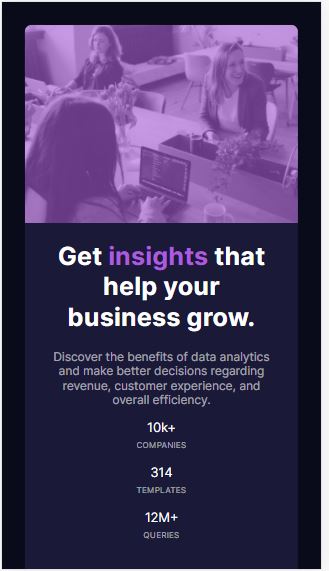 Get insights that
help your
business grow.
Discover the benefits of data analytics
and make better decisions regarding
revenue, customer experience, and
overall efficiency.
10k+
COMPANIES
314
TEMPLATES
12M+
QUERIES